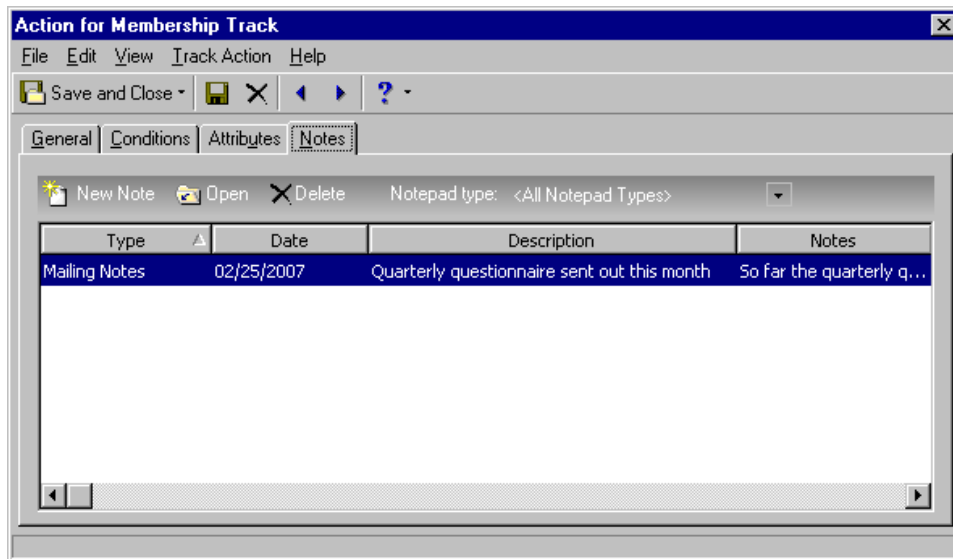 Action for Membership Track
File Edit View Track Action Help
Save and Close ?
General Conditions Attributes Notes
New Note Open Delete Notepad type: <All Notepad Types>
Type Date Description Notes
Mailing Notes 02/25/2007 Quarterly questionnaire sent out this month So far the quarterly q...